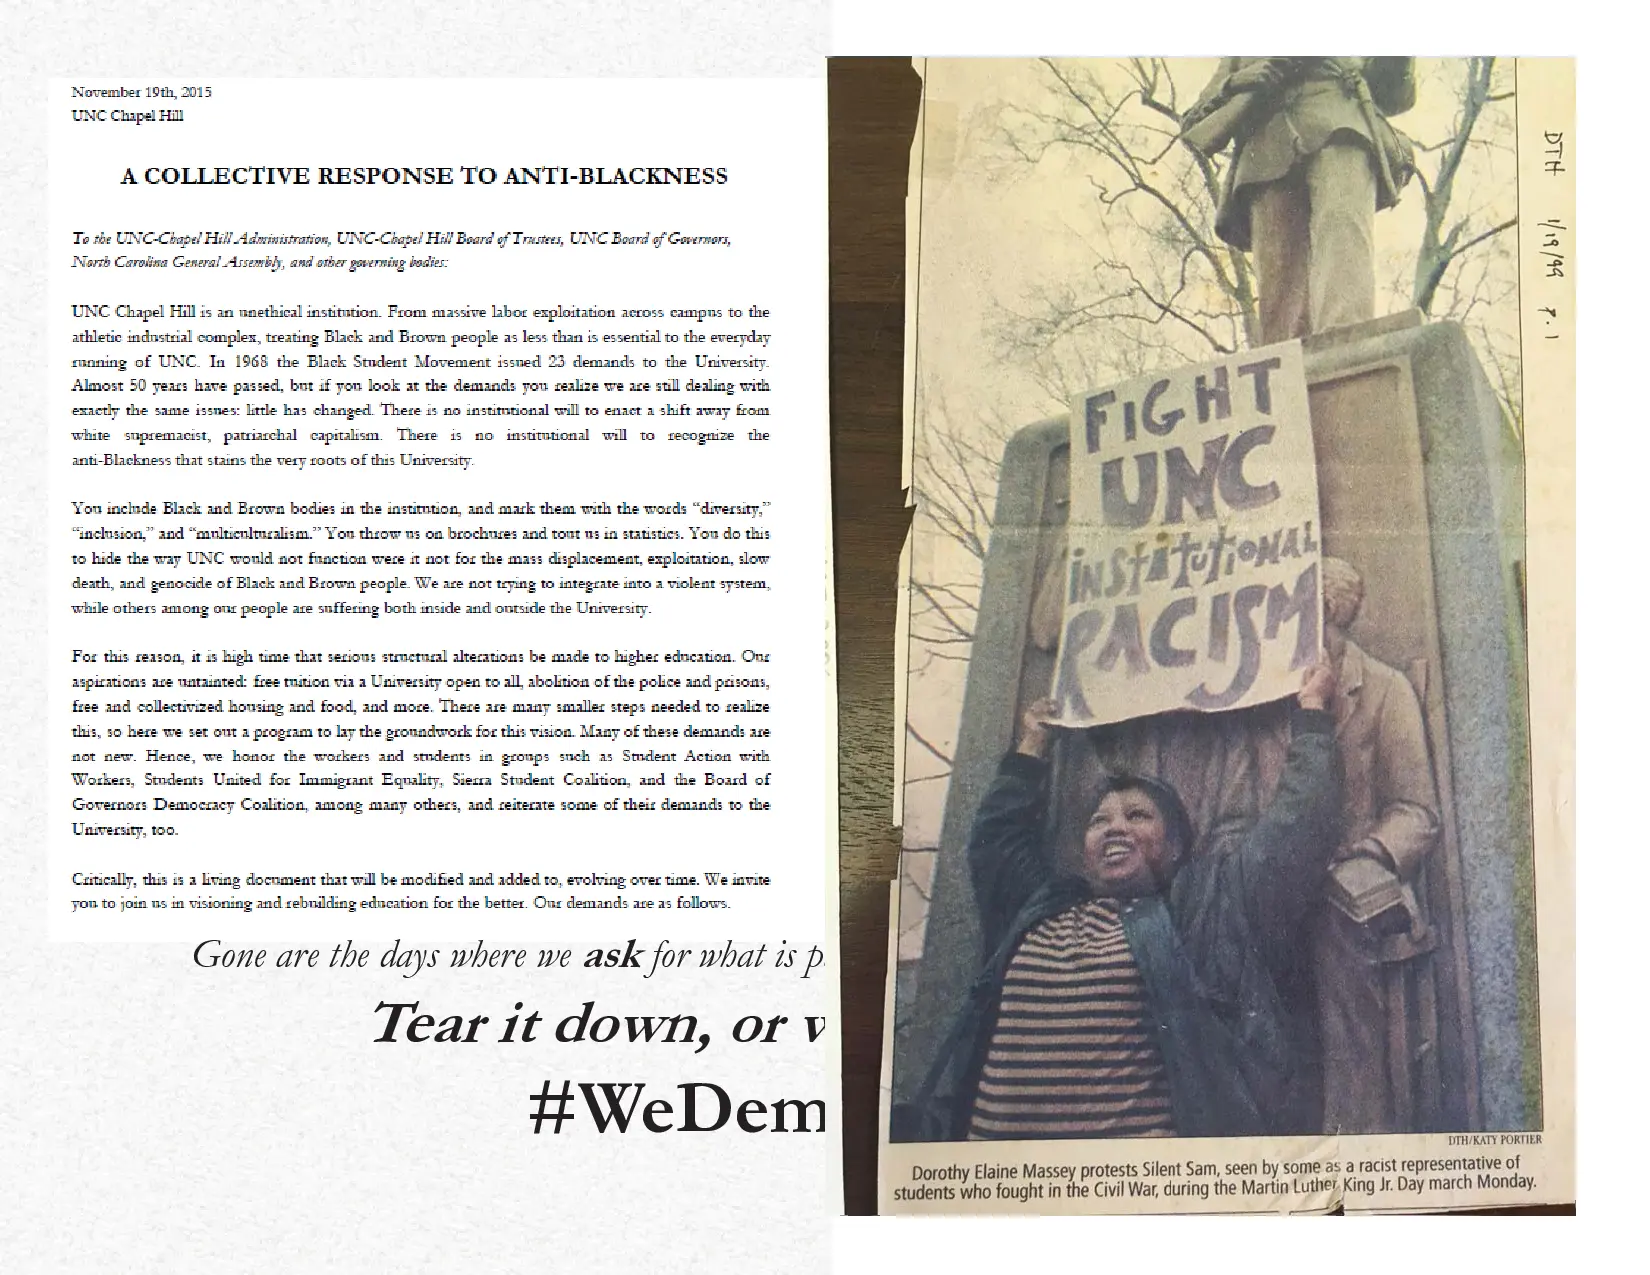 November 19th, 2015
UNC Chapel Hill
A COLLECTIVE RESPONSE TO ANTI-BLACKNESS
To the UNC-Chapel Hill Administration, UNC-Chapel Hill Board of Trustees, UNC Board of Governors,
North Carolina General Assembly, and other governing bodies:
UNC Chapel Hill is an unethical institution. From massive labor exploitation across campus to the
athletic industrial complex, treating Black and Brown people as less than is essential to the everyday
running of UNC. In 1968 the Black Student Movement issued 23 demands to the University.
Almost 50 years have passed, but if you look at the demands you realize we are still dealing with
exactly the same issues: little has changed. There is no institutional will to enact a shift away from
white supremacist, patriarchal capitalism. There is no institutional will to recognize the
anti-Blackness that stains the very roots of this University.
You include Black and Brown bodies in the institution, and mark them with the words “diversity,”
“inclusion,” and “multiculturalism.” You throw us on brochures and tout us in statistics. You do this
to hide the way UNC would not function were it not for the mass displacement, exploitation, slow
death, and genocide of Black and Brown people. We are not trying to integrate into a violent system,
while others among our people are suffering both inside and outside the University.
For this reason, it is high time that serious structural alterations be made to higher education. Our
aspirations are untainted: free tuition via a University open to all, abolition of the police and prisons,
free and collectivized housing and food, and more. There are many smaller steps needed to realize
this, so here we set out a program to lay the groundwork for this vision. Many of these demands are
not new. Hence, we honor the workers and students in groups such as Student Action with
Workers, Students United for Immigrant Equality, Sierra Student Coalition, and the Board of
Governors Democracy Coalition, among many others, and reiterate some of their demands to the
University, too.
Critically, this is a living document that will be modified and added to, evolving over time. We invite
you to join us in visioning and rebuilding education for the better. Our demands are as follows.
Gone are the days where we ask for what is
Tear it down, or
#WeDem
DTH 1/19/99 p. 1
FIGHT
UNC
INSTITUTIONAL
RACISM
DTH/KATY PORTIER
Dorothy Elaine Massey protests Silent Sam, seen by some as a racist representative of
students who fought in the Civil War, during the Martin Luther King Jr. Day march Monday.